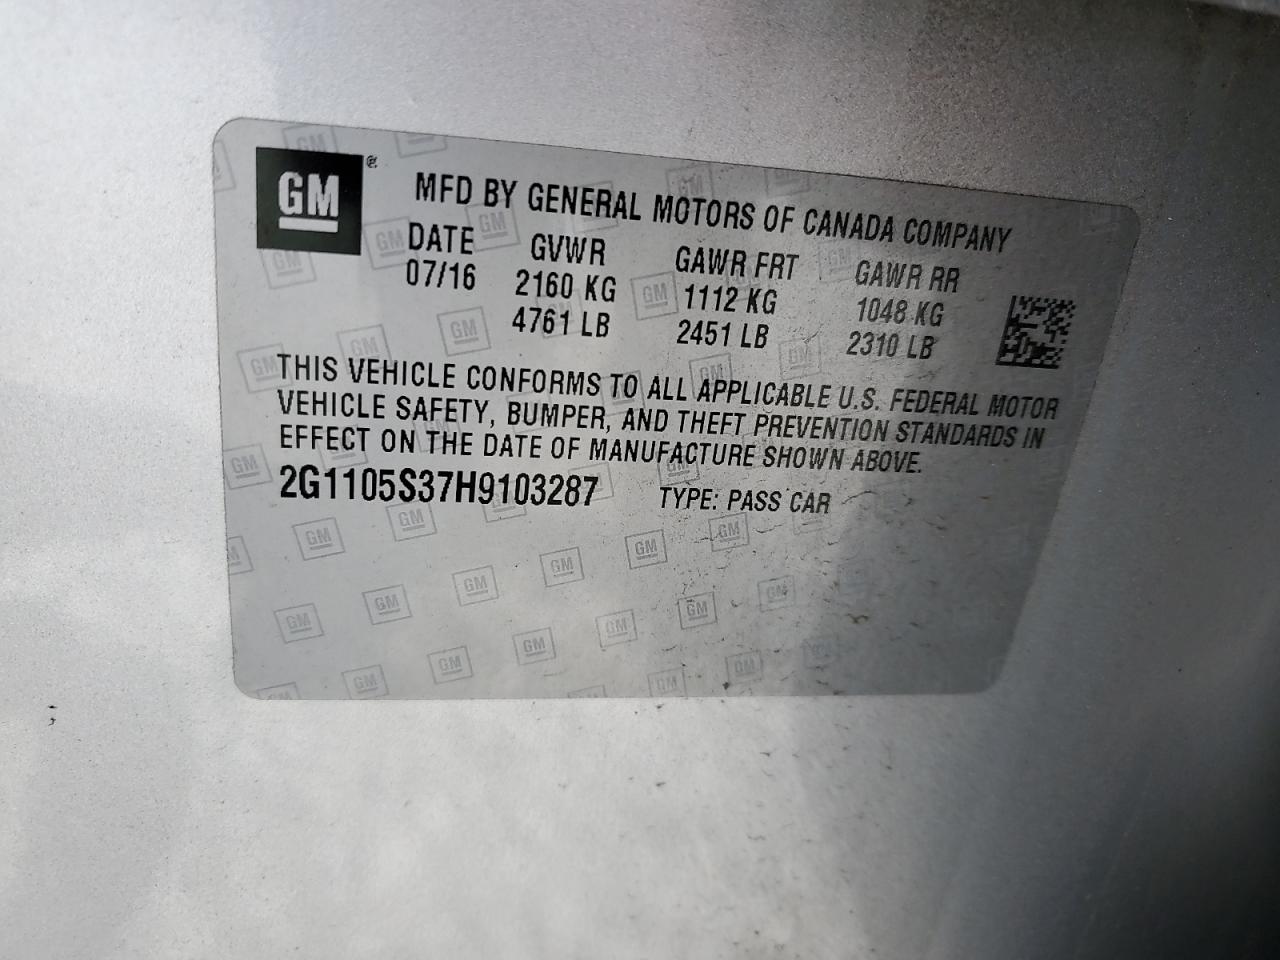 GM ®
MFD BY GENERAL MOTORS OF CANADA COMPANY
DATE GVWR GAWR FRT GAWR RR
07/16 2160 KG 1112 KG 1048 KG
4761 LB 2451 LB 2310 LB
THIS VEHICLE CONFORMS TO ALL APPLICABLE U.S. FEDERAL MOTOR
VEHICLE SAFETY, BUMPER, AND THEFT PREVENTION STANDARDS IN
EFFECT ON THE DATE OF MANUFACTURE SHOWN ABOVE.
2G1105S37H9103287 TYPE: PASS CAR